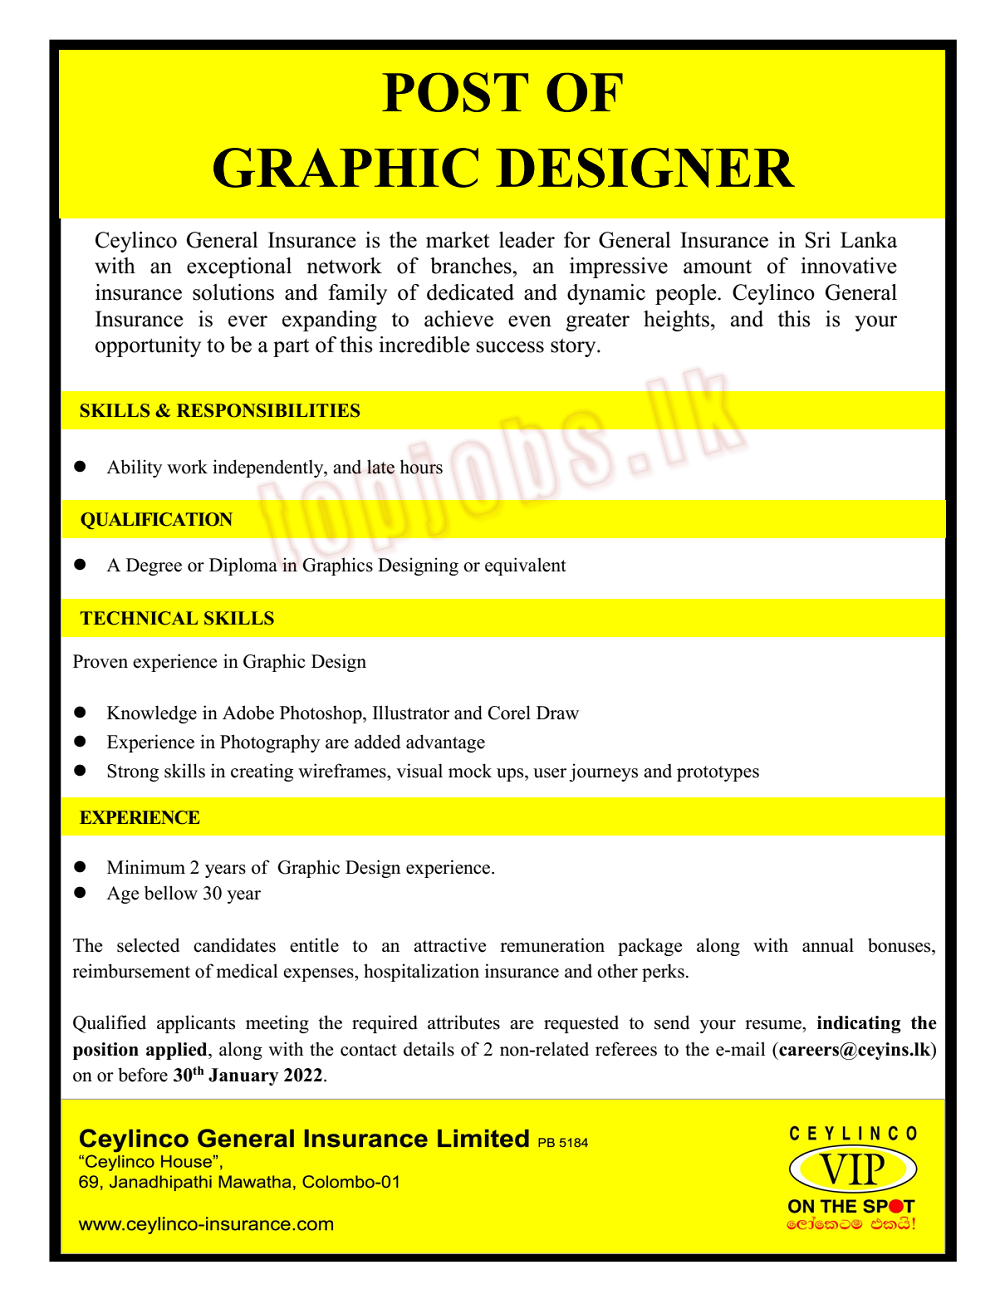 POST OF
GRAPHIC DESIGNER
Ceylinco General Insurance is the market leader for General Insurance in Sri Lanka
with an exceptional network of branches, an impressive amount of innovative
insurance solutions and family of dedicated and dynamic people. Ceylinco General
Insurance is ever expanding to achieve even greater heights, and this is your
opportunity to be a part of this incredible success story.
SKILLS & RESPONSIBILITIES
● Ability work independently, and late hours
topjobs.lk
QUALIFICATION
● A Degree or Diploma in Graphics Designing or equivalent
TECHNICAL SKILLS
Proven experience in Graphic Design
● Knowledge in Adobe Photoshop, Illustrator and Corel Draw
● Experience in Photography are added advantage
● Strong skills in creating wireframes, visual mock ups, user journeys and prototypes
EXPERIENCE
● Minimum 2 years of Graphic Design experience.
● Age bellow 30 year
The selected candidates entitle to an attractive remuneration package along with annual bonuses,
reimbursement of medical expenses, hospitalization insurance and other perks.
Qualified applicants meeting the required attributes are requested to send your resume, indicating the
position applied, along with the contact details of 2 non-related referees to the e-mail (careers@ceyins.lk)
on or before 30th January 2022.
Ceylinco General Insurance Limited PB 5184
“Ceylinco House”,
69, Janadhipathi Mawatha, Colombo-01
www.ceylinco-insurance.com
CEYLINCO
VIP
ON THE SPOT
ලෝකෙටම එකයි!